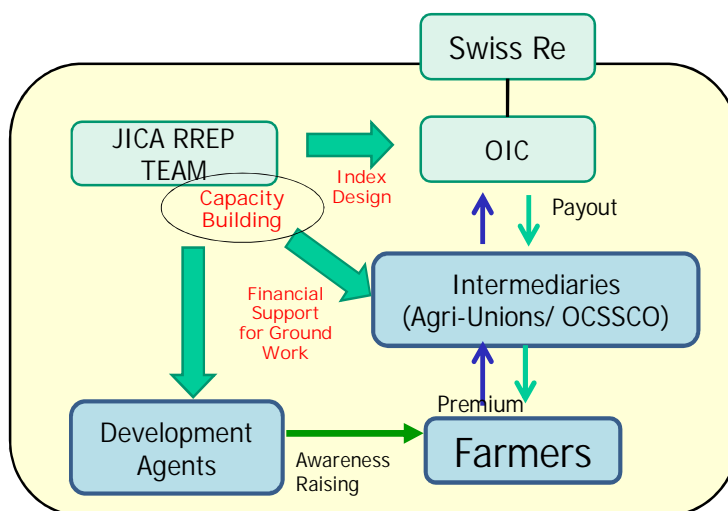 Swiss Re
JICA RREP
TEAM
OIC
Index
Design
Capacity
Building
Payout
Intermediaries
(Agri-Unions/ OCSSCO)
Financial
Support
for Ground
Work
Premium
Development
Agents
Awareness
Raising
Farmers